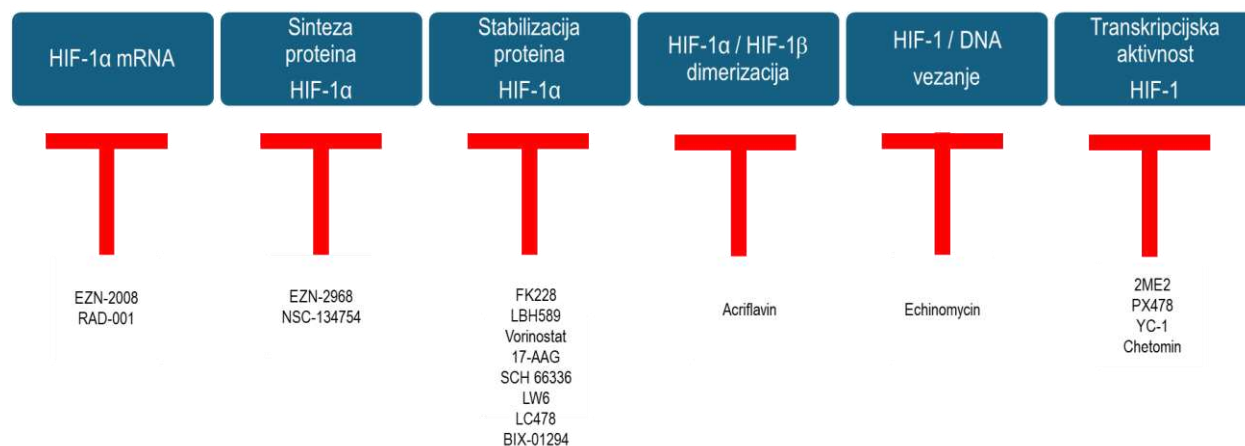 HIF-1α mRNA
Sinteza
proteina
HIF-1α
Stabilizacija
proteina
HIF-1α
HIF-1α / HIF-1β
dimerizacija
HIF-1 / DNA
vezanje
Transkripcijska
aktivnost
HIF-1
EZN-2008
RAD-001
EZN-2968
NSC-134754
FK228
LBH589
Vorinostat
17-AAG
SCH 66336
LW6
LC478
BIX-01294
Acriflavin
Echinomycin
2ME2
PX478
YC-1
Chetomin